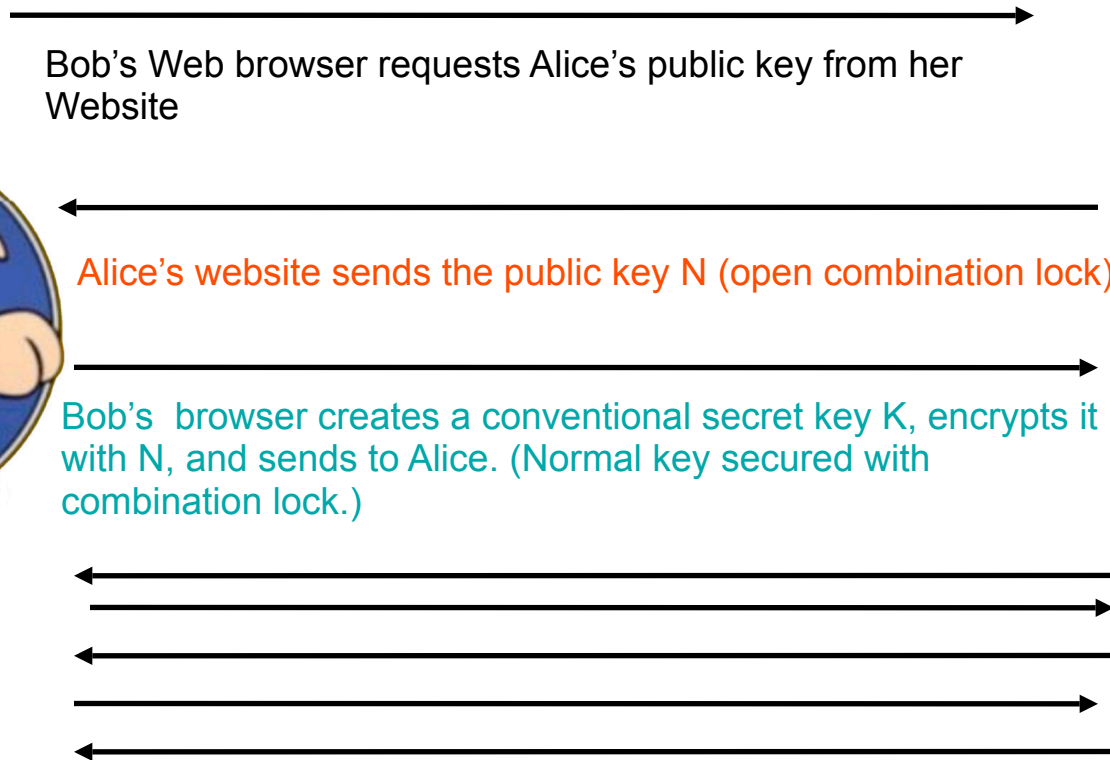 Bob’s Web browser requests Alice’s public key from her
Website
Alice’s website sends the public key N (open combination lock)
Bob’s  browser creates a conventional secret key K, encrypts it
with N, and sends to Alice. (Normal key secured with
combination lock.)